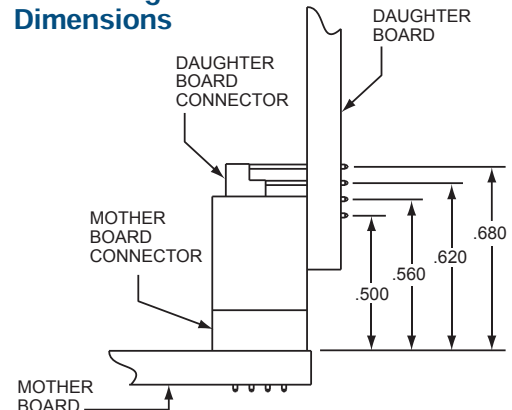 Dimensions
DAUGHTER
BOARD
DAUGHTER
BOARD
CONNECTOR
MOTHER
BOARD
CONNECTOR
.680
.620
.560
.500
MOTHER
BOARD